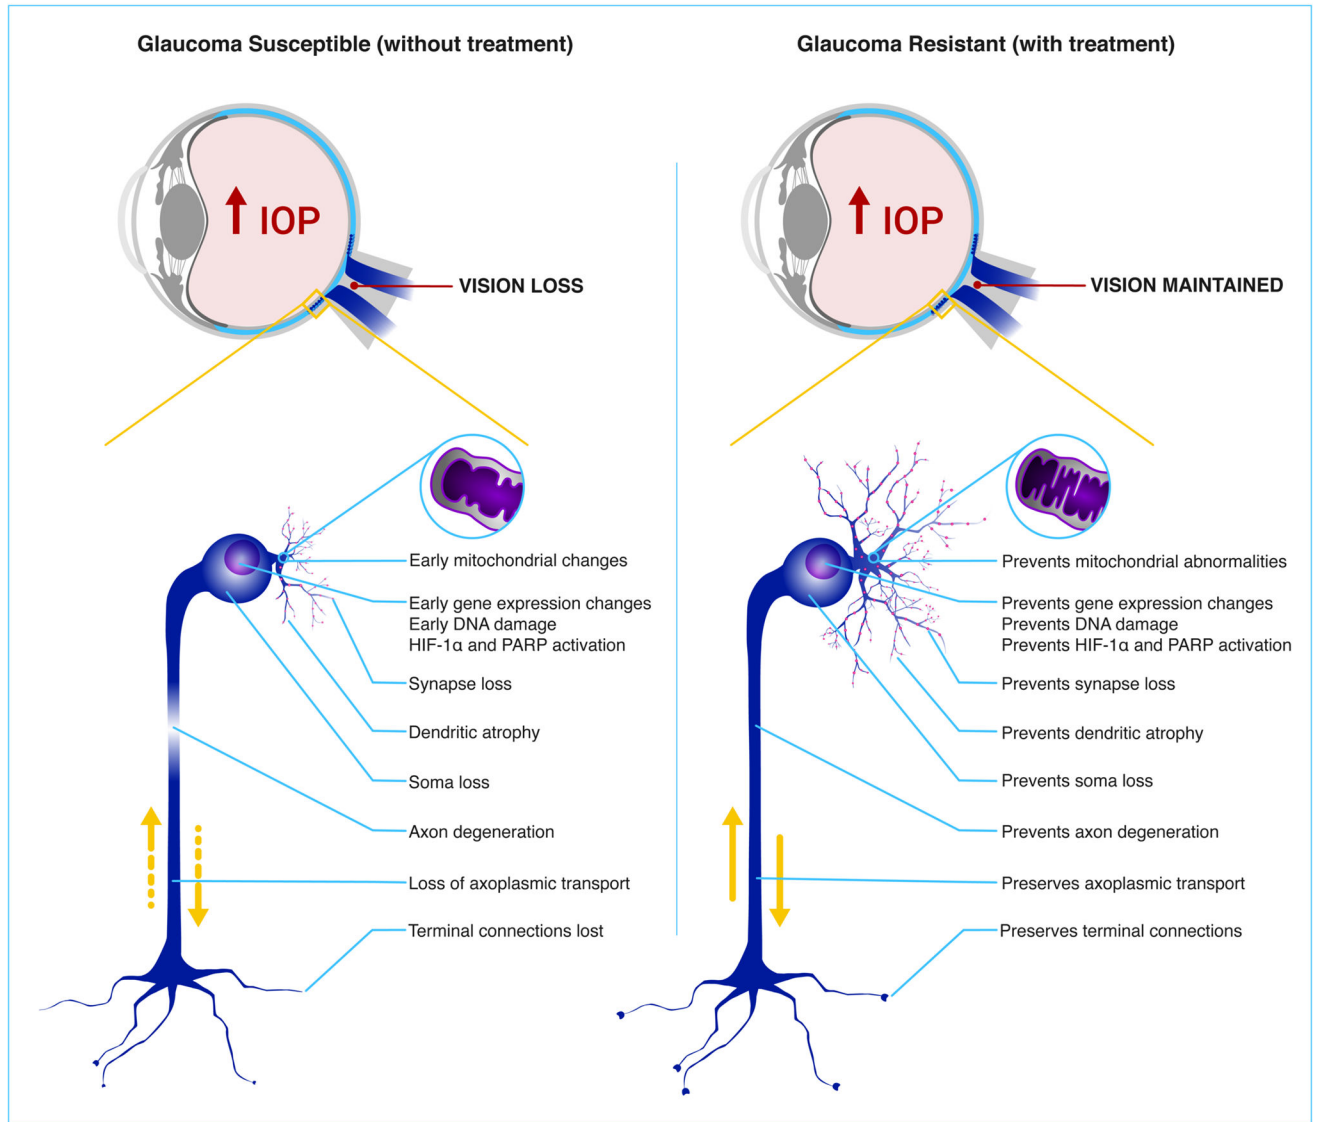 Glaucoma Susceptible (without treatment)
IOP
VISION LOSS
Early mitochondrial changes
Early gene expression changes
Early DNA damage
HIF-1α and PARP activation
Synapse loss
Dendritic atrophy
Soma loss
Axon degeneration
Loss of axoplasmic transport
Terminal connections lost
Glaucoma Resistant (with treatment)
IOP
VISION MAINTAINED
Prevents mitochondrial abnormalities
Prevents gene expression changes
Prevents DNA damage
Prevents HIF-1α and PARP activation
Prevents synapse loss
Prevents dendritic atrophy
Prevents soma loss
Prevents axon degeneration
Preserves axoplasmic transport
Preserves terminal connections